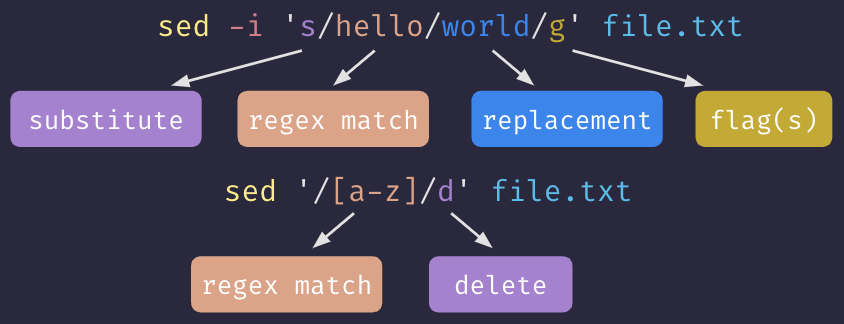 sed -i 's/hello/world/g' file.txt
substitute regex match replacement flag(s)
sed '/[a-z]/d' file.txt
regex match delete